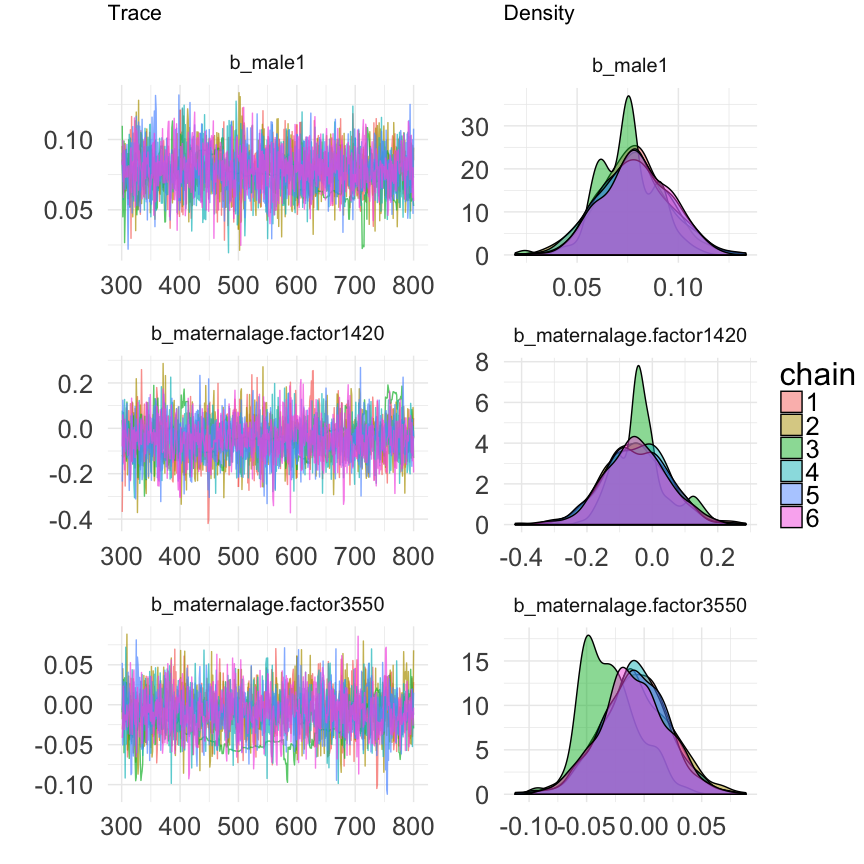 Trace
Density
b_male1
b_male1
0.10
0.05
300 400 500 600 700 800
30
20
10
0
0.05 0.10
b_maternalage.factor1420
b_maternalage.factor1420
0.2
0.0
-0.2
-0.4
300 400 500 600 700 800
8
6
4
2
0
-0.4 -0.2 0.0 0.2
chain
1
2
3
4
5
6
b_maternalage.factor3550
b_maternalage.factor3550
0.05
0.00
-0.05
-0.10
300 400 500 600 700 800
15
10
5
0
-0.10 -0.05 0.00 0.05